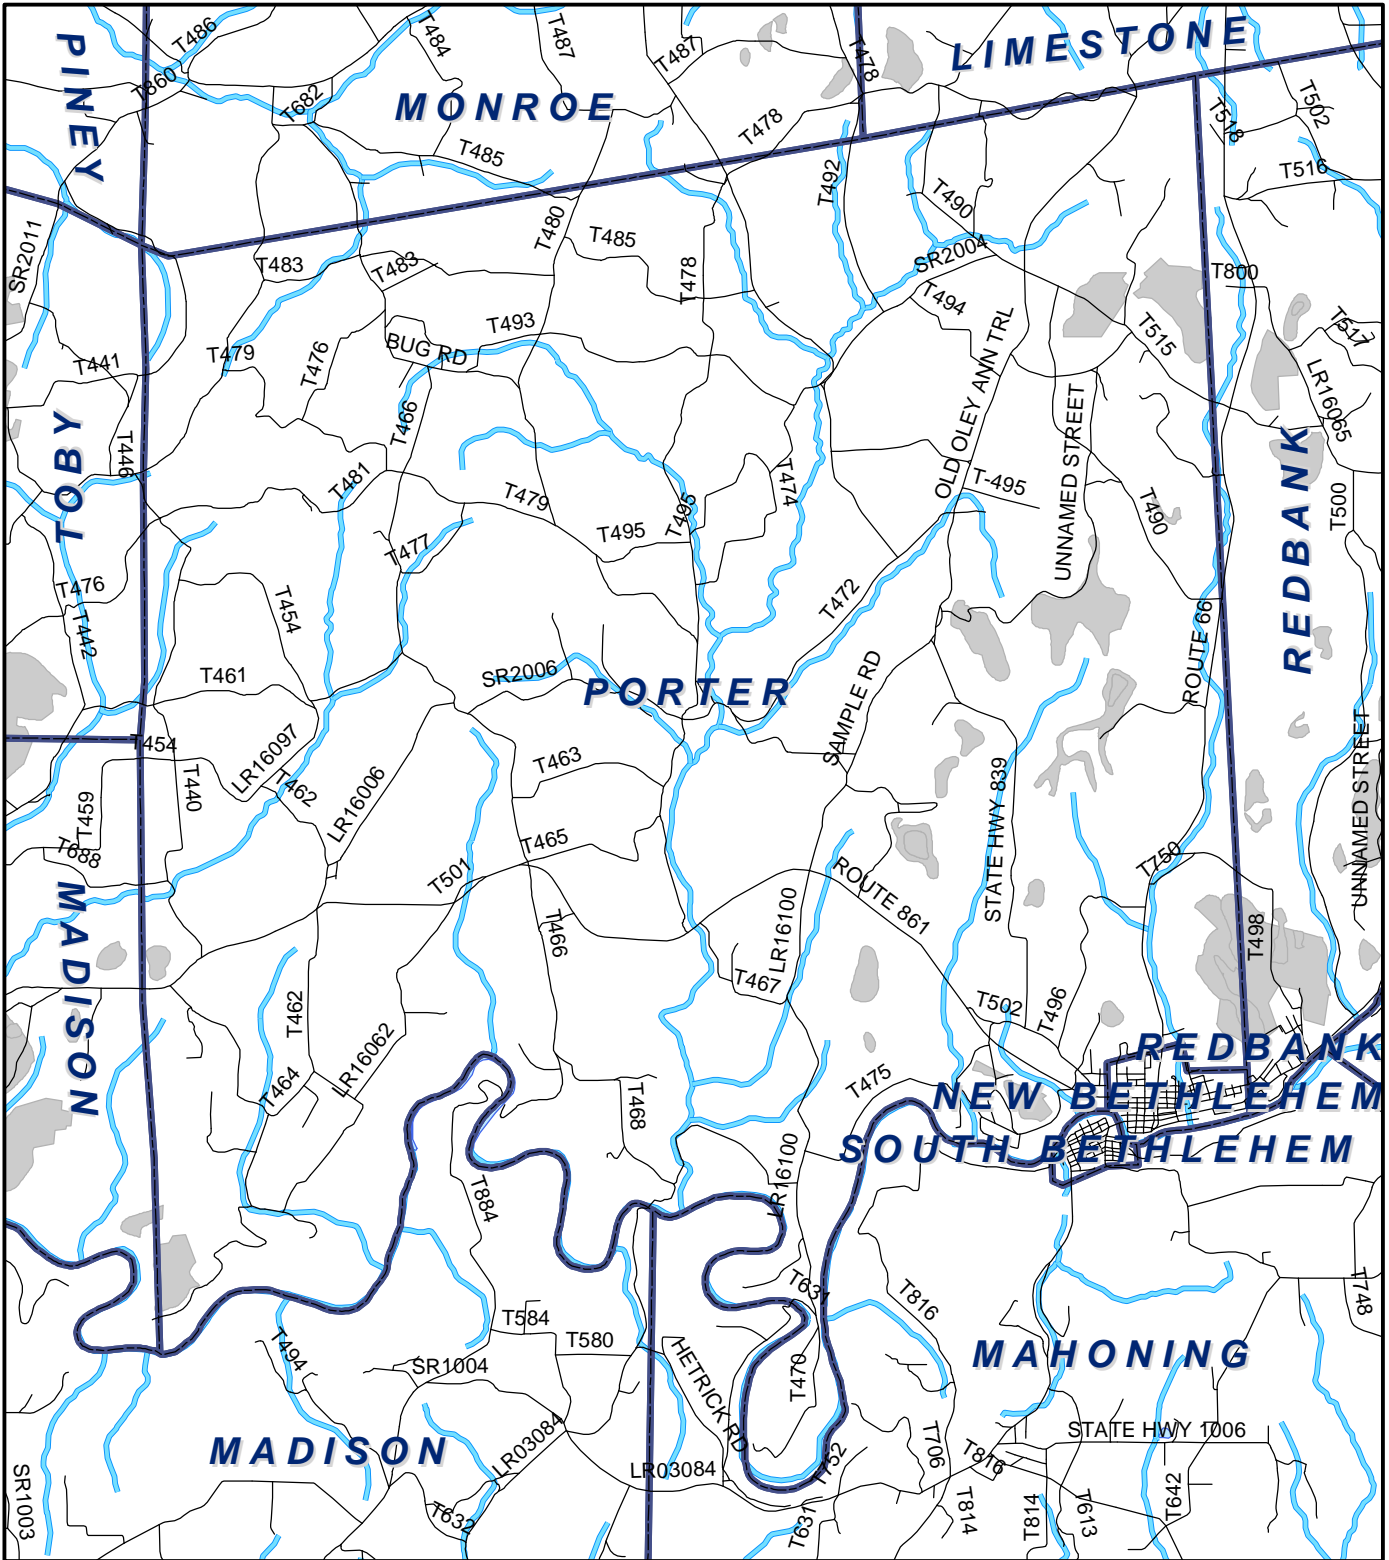 PINEY
T486
T860
T484
T487
T487
T478
LIMESTONE
MONROE
T682
T478
T485
T518
T502
T516
T492
T490
SR2011
T480
T485
SR2004
T483
T483
T478
T494
T800
T493
BUG RD
OLD OLEY ANN TRL
T515
T517
T441
T479
T476
LR16065
TOBY
T446
T466
UNNAMED STREET
REDBANK
T481
T479
T474
T-495
T490
T500
T495
T495
T477
T476
T442
T454
T472
ROUTE 66
T461
SR2006
PORTER
SAMPLE RD
T454
LR16097
T463
UNNAMED STREET
T459
T440
T462
LR16006
STATE HWY 839
T688
T465
T501
T750
ROUTE 861
MADISON
T466
LR16100
T498
T467
T462
T502
T496
LR16062
T464
T468
T475
REDBANK
NEW BETHLEHEM
SOUTH BETHLEHEM
LR16100
T884
T631
T816
T748
T584
T580
T494
SR1004
HETRICK RD
T470
MAHONING
MADISON
LR03084
LR03084
T752
T706
T816
STATE HWY 1006
SR1003
T632
T631
T814
T814
T613
T642